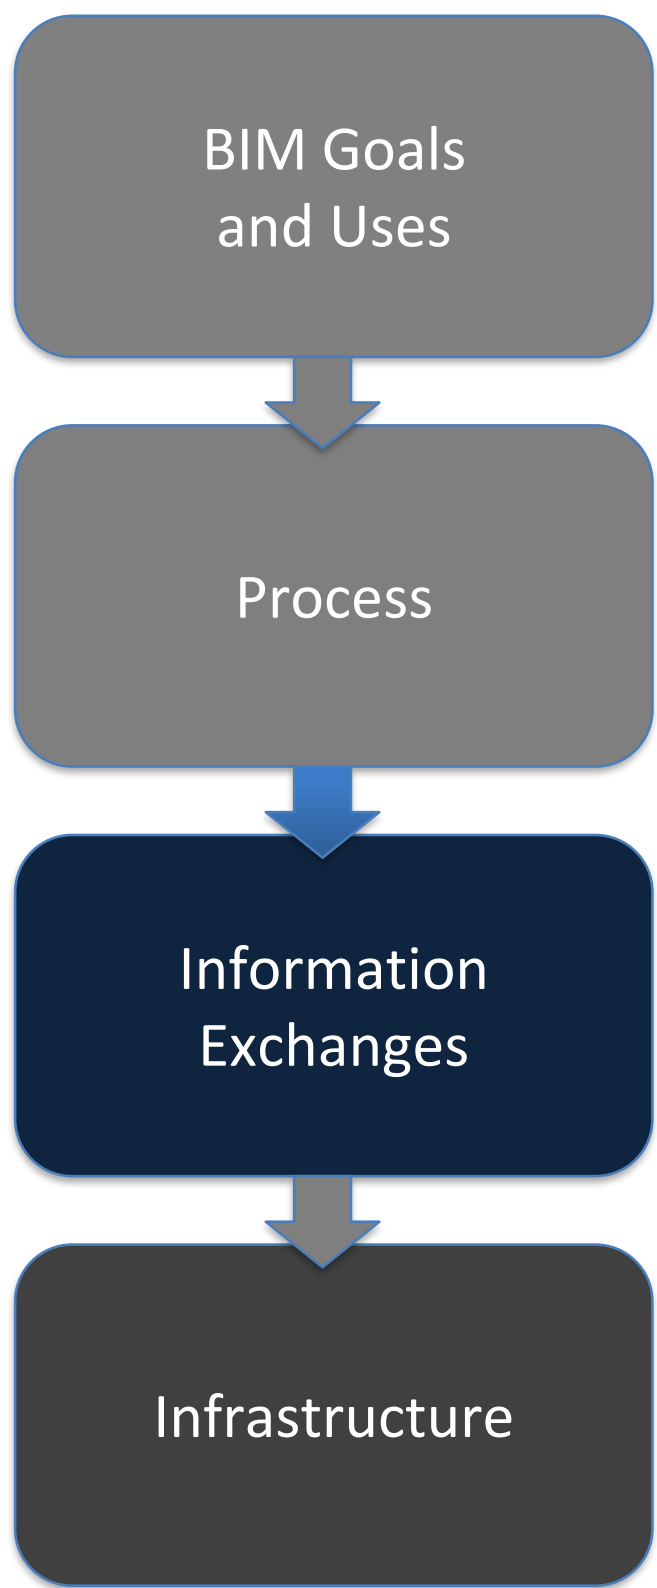 BIM Goals
and Uses
Process
Information
Exchanges
Infrastructure